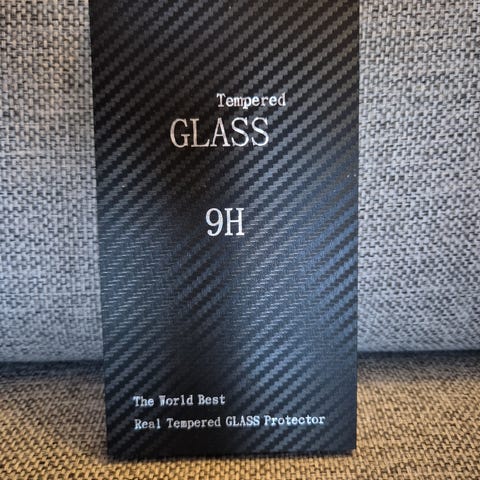 Tempered
GLASS
9H
The World Best
Real Tempered GLASS Protector